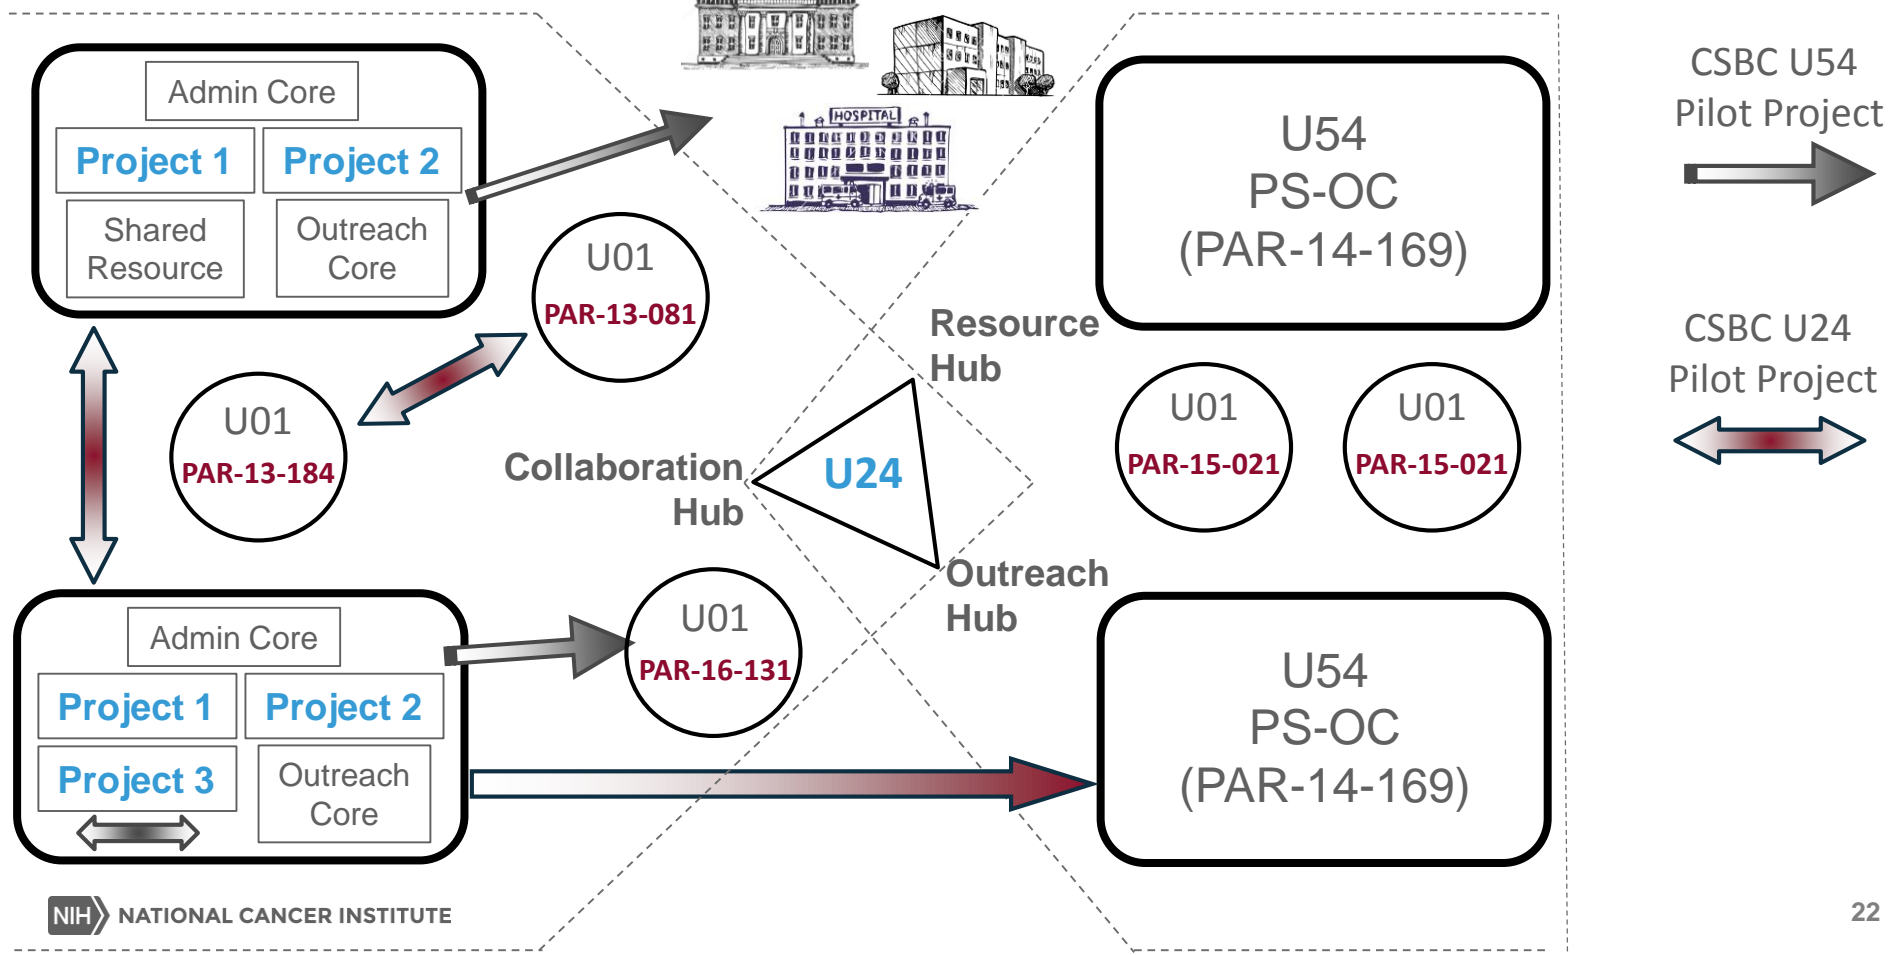 Admin Core
Project 1
Project 2
Shared
Resource
Outreach
Core
HOSPITAL
U01
PAR-13-081
U01
PAR-13-184
Admin Core
Project 1
Project 2
Project 3
Outreach
Core
U01
PAR-16-131
Resource
Hub
Collaboration
Hub
U24
Outreach
Hub
U54
PS-OC
(PAR-14-169)
U01
PAR-15-021
U01
PAR-15-021
U54
PS-OC
(PAR-14-169)
CSBC U54
Pilot Project
CSBC U24
Pilot Project
NIH NATIONAL CANCER INSTITUTE
22